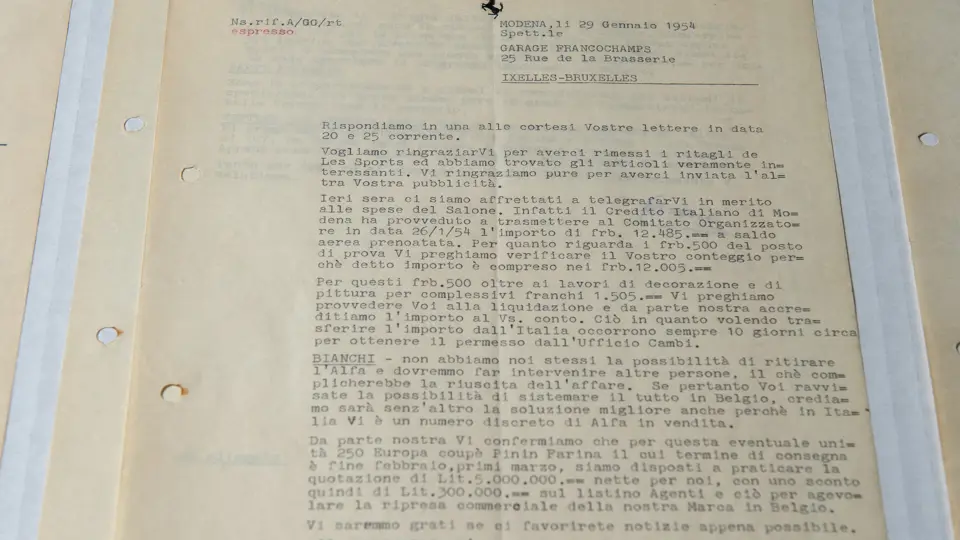 Ns.rif.A/GG/rt
espresso
MODENA,li 29 Gennaio 1954
Spett.le
GARAGE FRANCOCHAMPS
25 Rue de la Brasserie
IXELLES-BRUXELLES
Rispondiamo in una alle cortesi Vostre lettere in data
20 e 25 corrente.
Vogliamo ringraziarVi per averci rimessi i ritagli de
Les Sports ed abbiamo trovato gli articoli veramente in=
teressanti. Vi ringraziamo pure per averci inviata l'al=
tra Vostra pubblicità.
Ieri sera ci siamo affrettati a telegrafarVi in merito
alle spese del Salone. Infatti il Credito Italiano di Mo=
dena ha provveduto a trasmettere al Comitato Organizzato=
re in data 26/1/54 l'importo di frb. 12.485.== a saldo
aerea prenoatata. Per quanto riguarda i frb.500 del posto
di prova Vi preghiamo verificare il Vostro conteggio per=
chè detto importo è compreso nei frb.12.005.==
Per questi frb.500 oltre ai lavori di decorazione e di
pittura per complessivi franchi 1.505.== Vi preghiamo
provvedere Voi alla liquidazione e da parte nostra accre=
ditiamo l'importo al Vs. conto. Ciò in quanto volendo tra=
sferire l'importo dall'Italia occorrono sempre 10 giorni circa
per ottenere il permesso dall'Ufficio Cambi.
BIANCHI - non abbiamo noi stessi la possibilità di ritirare
l'Alfa e dovremmo far intervenire altre persone, il chè com=
plicherebbe la riuscita dell'affare. Se pertanto Voi ravvi=
sate la possibilità di sistemare il tutto in Belgio, credia=
mo sarà senz'altro la soluzione migliore anche perchè in Ita=
lia Vi è un numero discreto di Alfa in vendita.
Da parte nostra Vi confermiamo che per questa eventuale uni=
tà 250 Europa coupè Pinin Farina il cui termine di consegna
è fine febbraio,primi marzo, siamo disposti a praticare la
quotazione di Lit.5.000.000.== nette per noi, con uno sconto
quindi di Lit.300.000.== sul listino Agenti e ciò per agevo=
lare la ripresa commerciale della nostra Marca in Belgio.
Vi saremmo grati se ci favorirete notizie appena possibile.